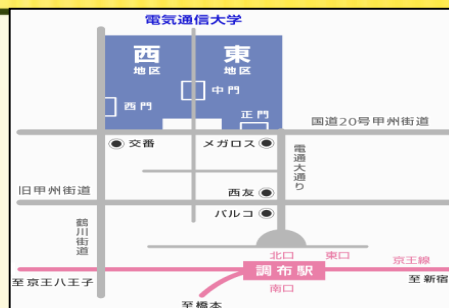 電気通信大学
西
地区
東
地区
中門
西門
正門
国道20号甲州街道
交番
メガロス
電通大通り
西友
旧甲州街道
パルコ
鶴川街道
北口 東口
京王線
調布駅
至京王八王子
至新宿
南口
至橋本